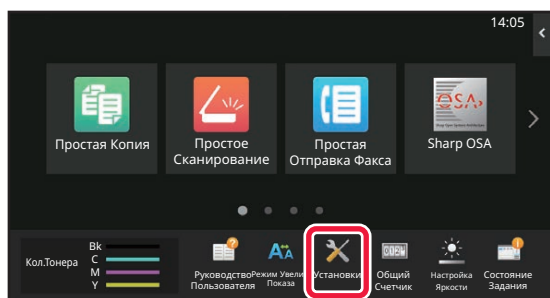 14:05
Простая Копия
Простое
Сканирование
Простая
Отправка Факса
Sharp OSA
Кол.Тонера
Bk
C
M
Y
Руководство
Пользователя
Режим Увели
Показа
Установки
Общий
Счетчик
Настройка
Яркости
Состояние
Задания